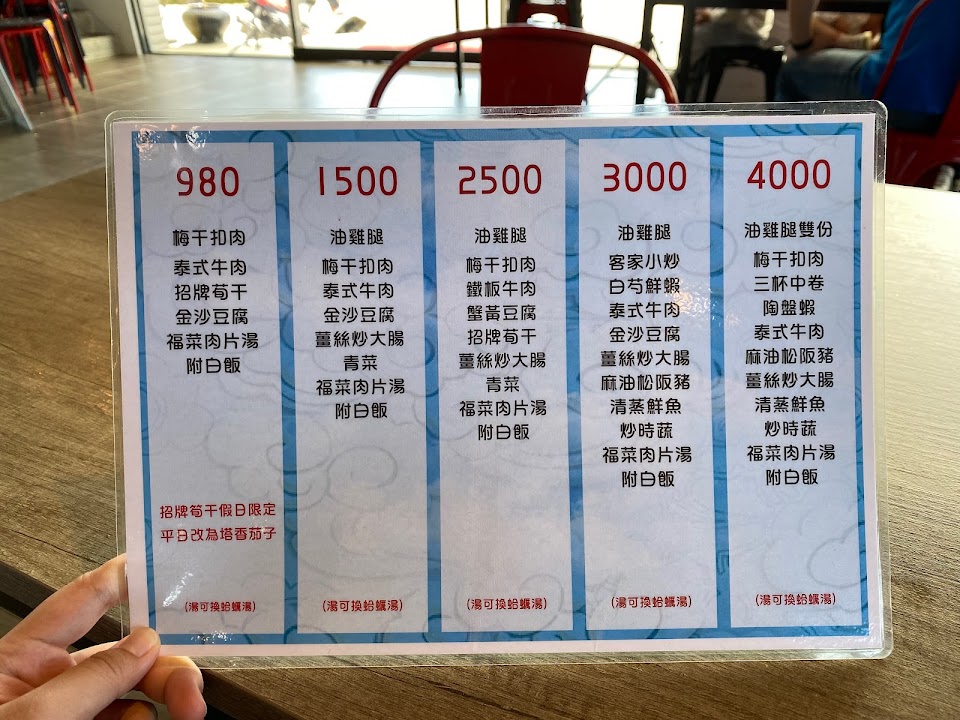 980
梅干扣肉
泰式牛肉
招牌荀干
金沙豆腐
福菜肉片湯
附白飯
招牌荀干假日限定
平日改為塔香茄子
(湯可換蛤蠣湯)
1500
油雞腿
梅干扣肉
泰式牛肉
金沙豆腐
薑絲炒大腸
青菜
福菜肉片湯
附白飯
(湯可換蛤蠣湯)
2500
油雞腿
梅干扣肉
鐵板牛肉
蟹黃豆腐
招牌荀干
薑絲炒大腸
青菜
福菜肉片湯
附白飯
(湯可換蛤蠣湯)
3000
油雞腿
客家小炒
白芍鮮蝦
泰式牛肉
金沙豆腐
薑絲炒大腸
麻油松阪豬
清蒸鮮魚
炒時蔬
福菜肉片湯
附白飯
(湯可換蛤蠣湯)
4000
油雞腿雙份
梅干扣肉
三杯中卷
陶盤蝦
泰式牛肉
麻油松阪豬
薑絲炒大腸
清蒸鮮魚
炒時蔬
福菜肉片湯
附白飯
(湯可換蛤蠣湯)